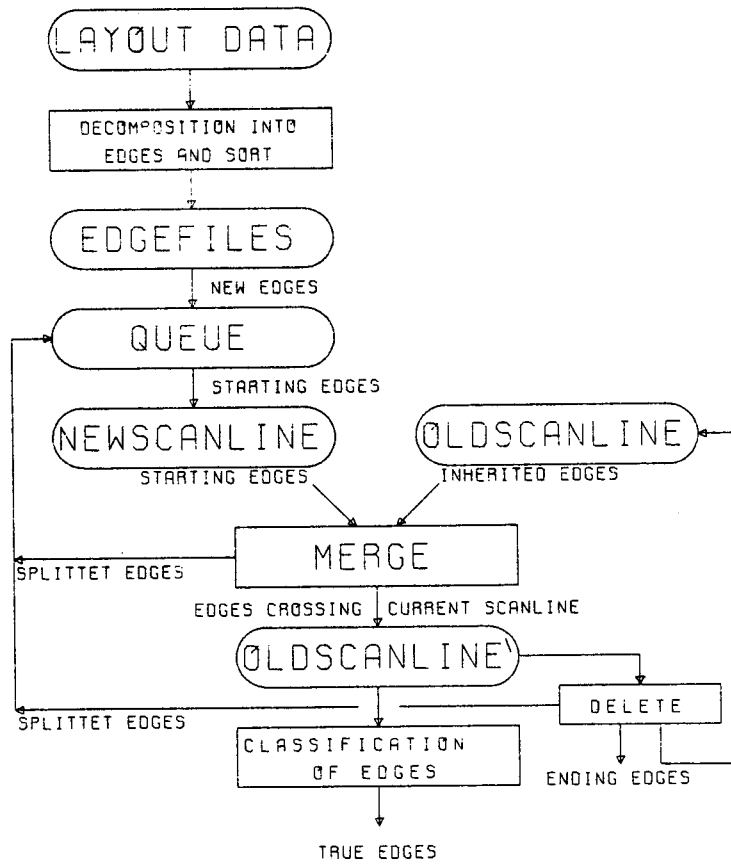 LAYOUT DATA
DECOMPOSITION INTO
EDGES AND SORT
EDGEFILES
NEW EDGES
QUEUE
STARTING EDGES
NEWSCANLINE
OLDSCANLINE
STARTING EDGES
INHERITED EDGES
MERGE
SPLITTET EDGES
EDGES CROSSING CURRENT SCANLINE
OLDSCANLINE'
DELETE
SPLITTET EDGES
CLASSIFICATION
OF EDGES
ENDING EDGES
TRUE EDGES